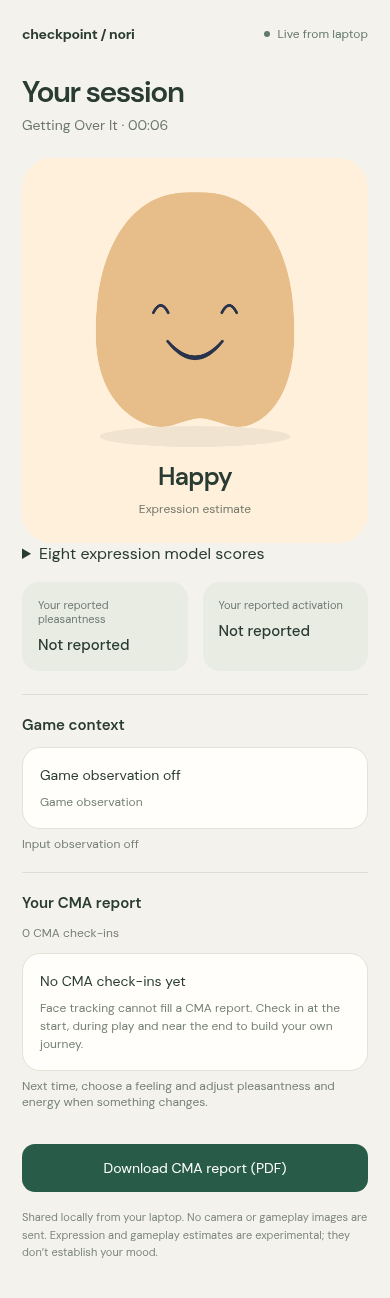 checkpoint / nori
Live from laptop
Your session
Getting Over It · 00:06
Happy
Expression estimate
Eight expression model scores
Your reported
pleasantness
Not reported
Your reported activation
Not reported
Game context
Game observation off
Game observation
Input observation off
Your CMA report
0 CMA check-ins
No CMA check-ins yet
Face tracking cannot fill a CMA report. Check in at the
start, during play and near the end to build your own
journey.
Next time, choose a feeling and adjust pleasantness and
energy when something changes.
Download CMA report (PDF)
Shared locally from your laptop. No camera or gameplay images are
sent. Expression and gameplay estimates are experimental; they
don’t establish your mood.